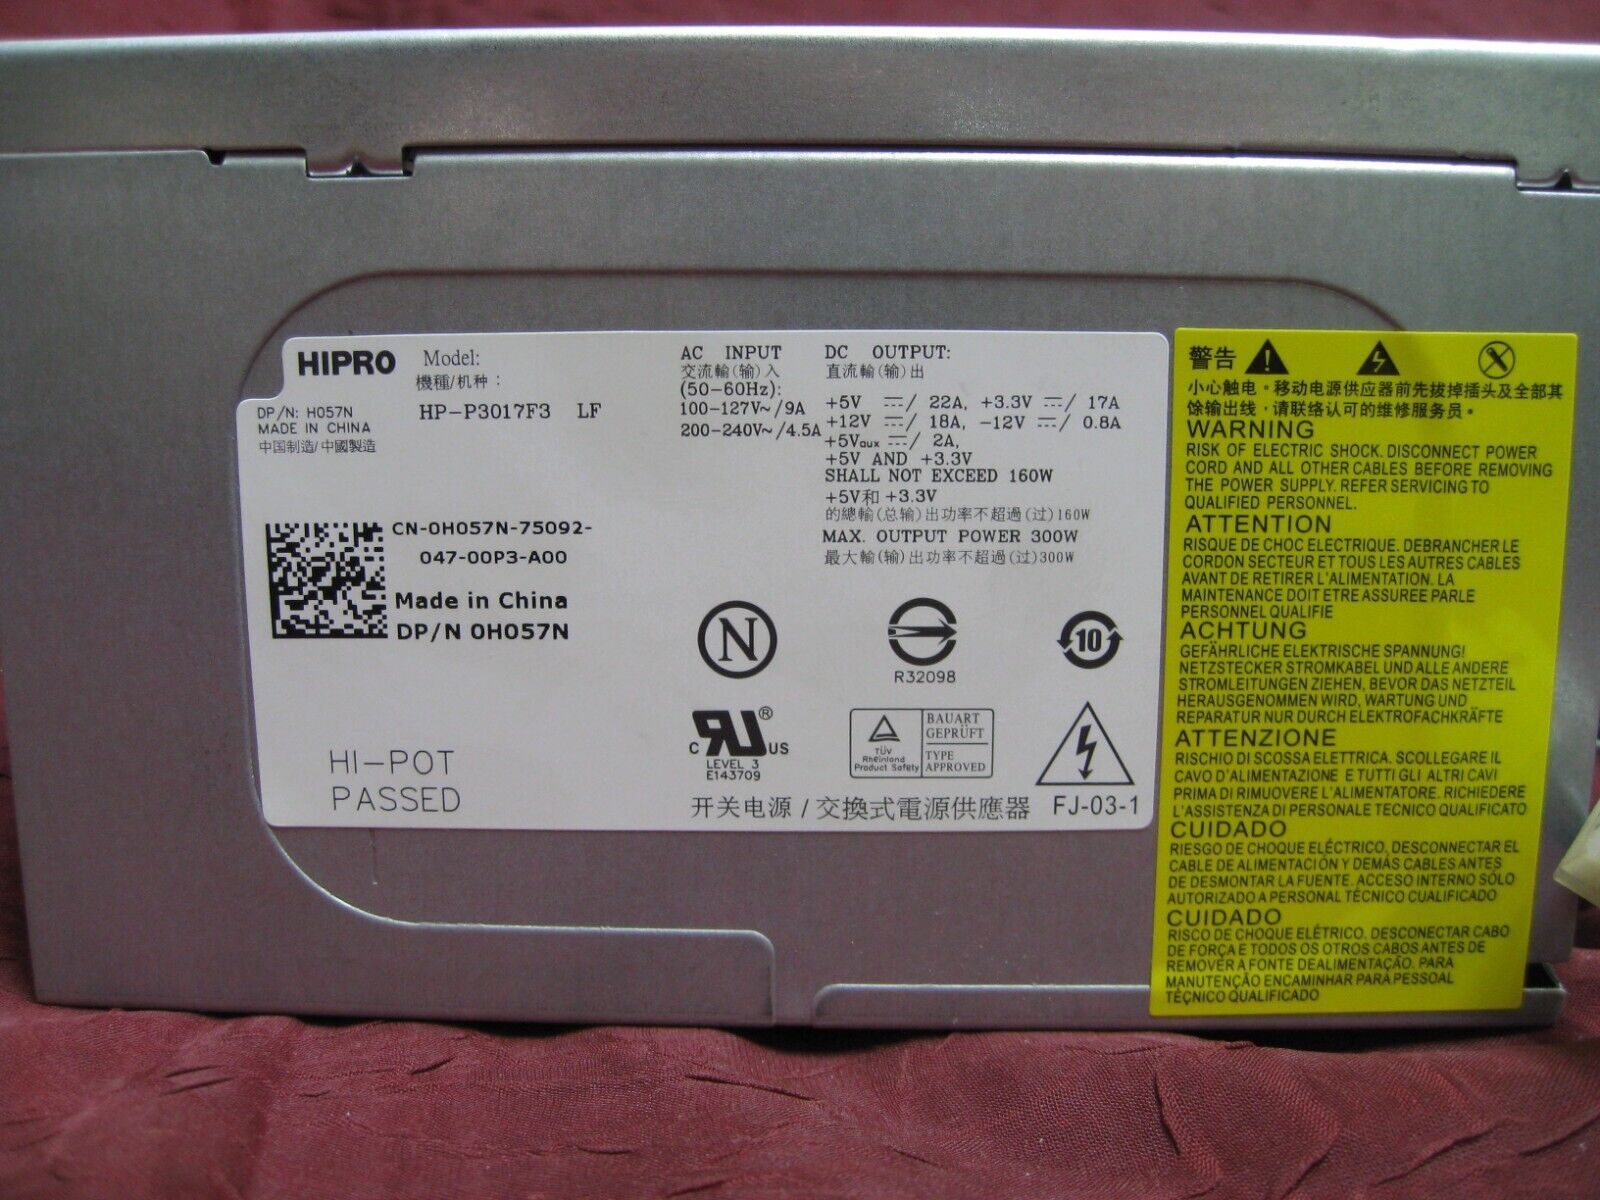 HIPRO
Model:
機種/机种:
HP-P3017F3 LF
DP/N: H057N
MADE IN CHINA
中国制造/中國製造
AC INPUT
交流輸(输)入
(50-60Hz):
100-127V~/9A
200-240V~/4.5A
DC OUTPUT:
直流輸(输)出
+5V ⎓/ 22A, +3.3V ⎓/ 17A
+12V ⎓/ 18A, -12V ⎓/ 0.8A
+5Vaux ⎓/ 2A,
+5V AND +3.3V
SHALL NOT EXCEED 160W
+5V和 +3.3V
的總輸(总输)出功率不超過(过)160W
MAX. OUTPUT POWER 300W
最大輸(输)出功率不超過(过)300W
CN-0H057N-75092-
047-00P3-A00
Made in China
DP/N 0H057N
HI-POT
PASSED
N
R32098
10
c RU ® US
LEVEL 3
E143709
TÜV
Rheinland
Product Safety
BAUART
GEPRÜFT
TYPE
APPROVED
开关电源 / 交換式電源供應器 FJ-03-1
警告
小心触电。移动电源供应器前先拔掉插头及全部其
馀输出线，请联络认可的维修服务员。
WARNING
RISK OF ELECTRIC SHOCK. DISCONNECT POWER
CORD AND ALL OTHER CABLES BEFORE REMOVING
THE POWER SUPPLY. REFER SERVICING TO
QUALIFIED PERSONNEL.
ATTENTION
RISQUE DE CHOC ELECTRIQUE. DEBRANCHER LE
CORDON SECTEUR ET TOUS LES AUTRES CABLES
AVANT DE RETIRER L'ALIMENTATION. LA
MAINTENANCE DOIT ETRE ASSUREE PARLE
PERSONNEL QUALIFIE
ACHTUNG
GEFÄHRLICHE ELEKTRISCHE SPANNUNG!
NETZSTECKER STROMKABEL UND ALLE ANDERE
STROMLEITUNGEN ZIEHEN, BEVOR DAS NETZTEIL
HERAUSGENOMMEN WIRD, WARTUNG UND
REPARATUR NUR DURCH ELEKTROFACHKRÄFTE
ATTENZIONE
RISCHIO DI SCOSSA ELETTRICA. SCOLLEGARE IL
CAVO D'ALIMENTAZIONE E TUTTI GLI ALTRI CAVI
PRIMA DI RIMUOVERE L'ALIMENTATORE. RICHIEDERE
L'ASSISTENZA DI PERSONALE TECNICO QUALIFICATO
CUIDADO
RIESGO DE CHOQUE ELÉCTRICO. DESCONNECTAR EL
CABLE DE ALIMENTACIÓN Y DEMÁS CABLES ANTES
DE DESMONTAR LA FUENTE. ACCESO INTERNO SÓLO
AUTORIZADO A PERSONAL TÉCNICO CUALIFICADO
CUIDADO
RISCO DE CHOQUE ELÉTRICO. DESCONECTAR CABO
DE FORÇA E TODOS OS OTROS CABOS ANTES DE
REMOVER A FONTE DEALIMENTAÇÃO. PARA
MANUTENÇÃO ENCAMINHAR PARA PESSOAL
TÉCNICO QUALIFICADO